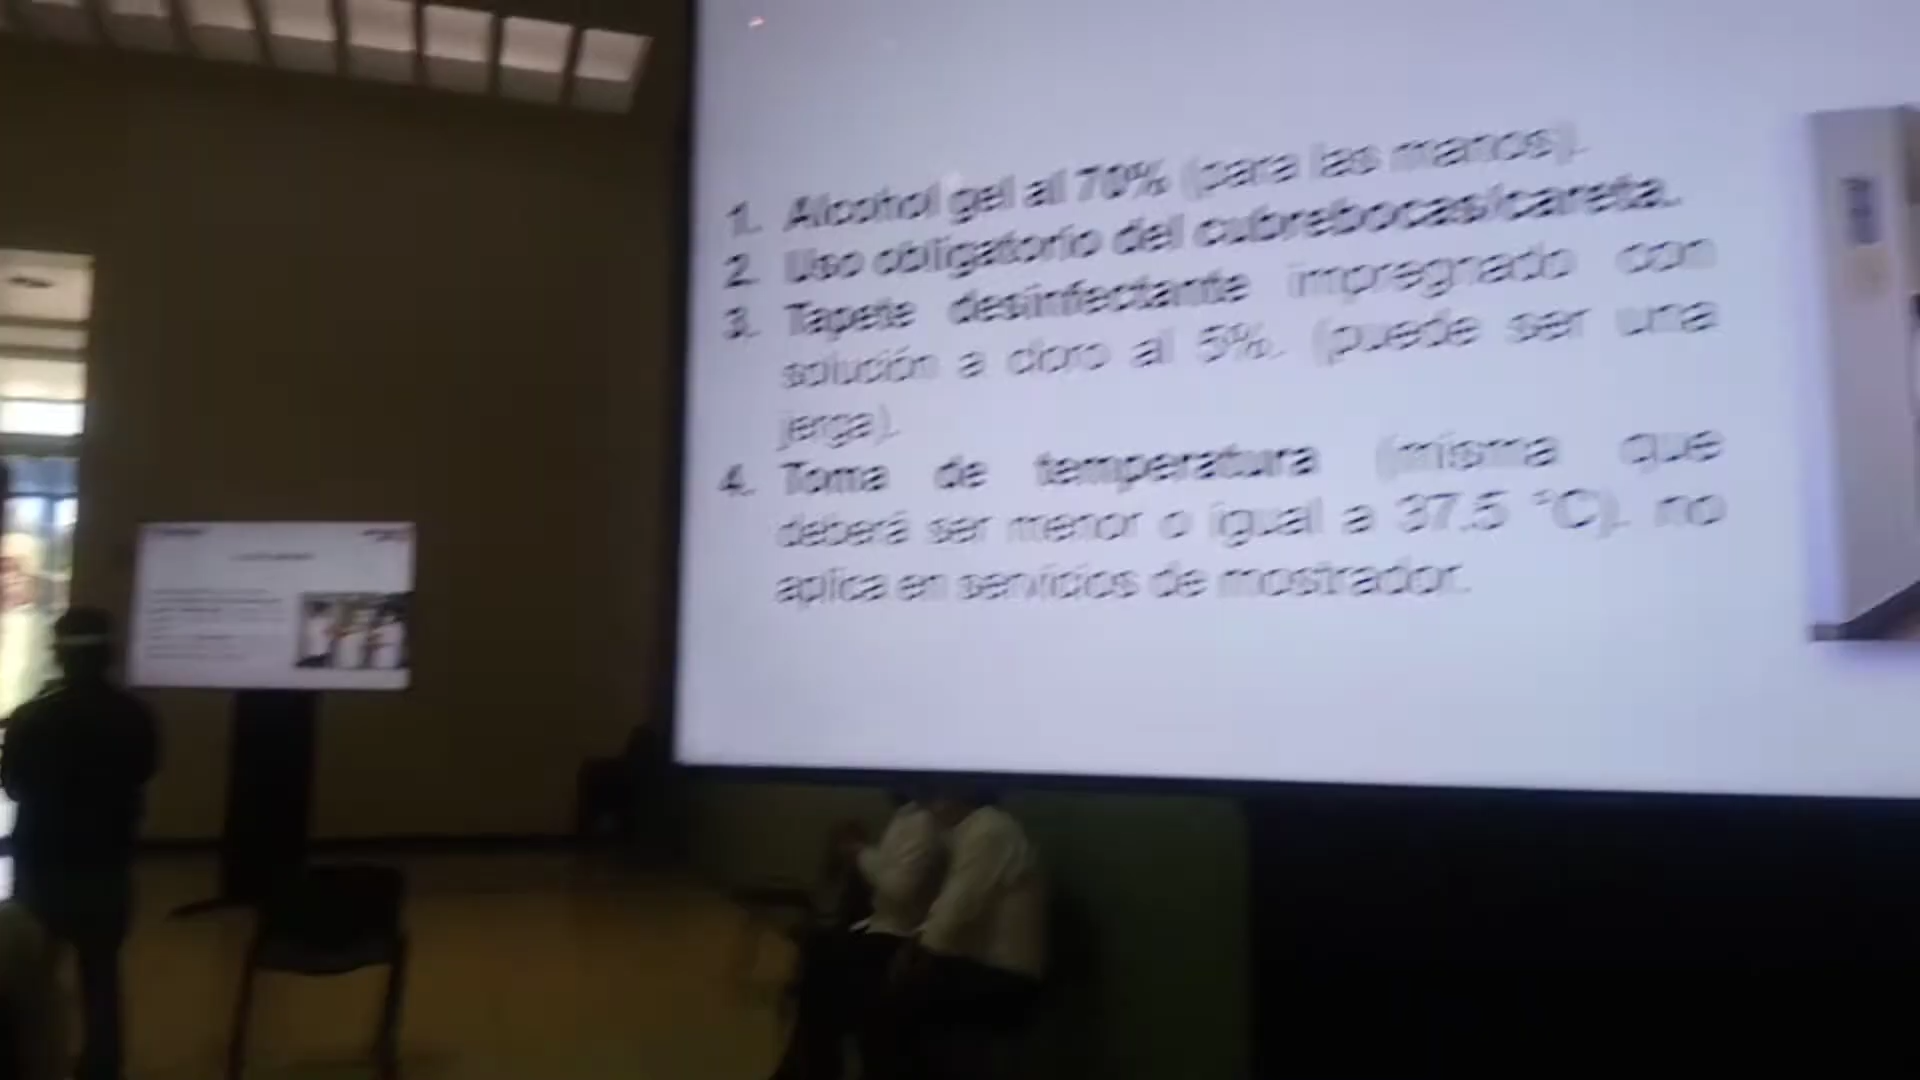 1. Alcohol gel al 70% (para las manos).
2. Uso obligatorio del cubrebocas/careta.
3. Tapete desinfectante impregnado con
solución a cloro al 5%. (puede ser una
jerga).
4. Toma de temperatura (misma que
deberá ser menor o igual a 37.5 °C). no
aplica en servicios de mostrador.